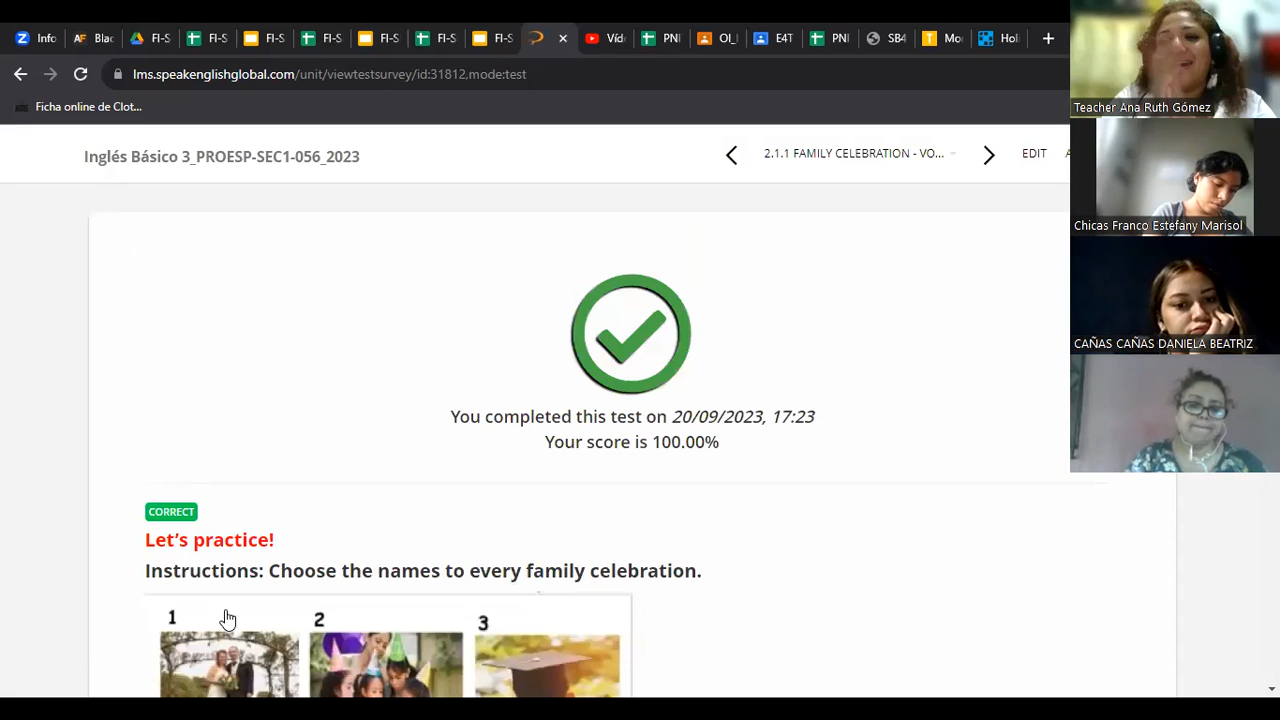 Info
Blac
FI-S
FI-S
FI-S
FI-S
FI-S
FI-S
FI-S
Víd
PNI
OI_I
E4T
PNI
SB4
Mo
Hol
lms.speakenglishglobal.com/unit/viewtestsurvey/id:31812,mode:test
Ficha online de Clot...
Inglés Básico 3_PROESP-SEC1-056_2023
2.1.1 FAMILY CELEBRATION - VO...
EDIT
Teacher Ana Ruth Gómez
Chicas Franco Estefany Marisol
CAÑAS CAÑAS DANIELA BEATRIZ
You completed this test on 20/09/2023, 17:23
Your score is 100.00%
CORRECT
Let's practice!
Instructions: Choose the names to every family celebration.
1 2 3